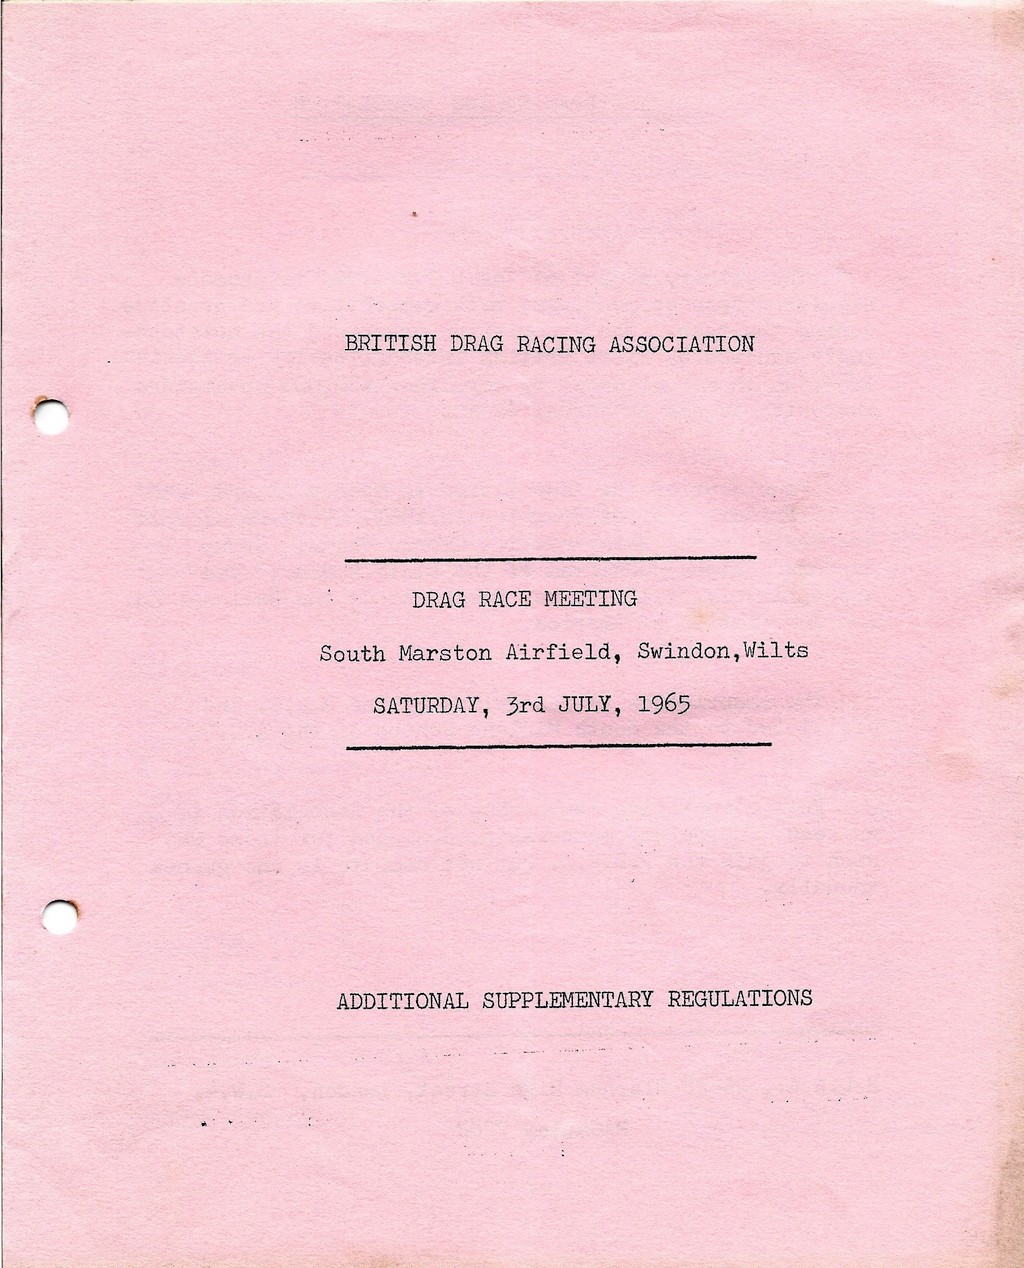 BRITISH DRAG RACING ASSOCIATION
DRAG RACE MEETING
South Marston Airfield, Swindon,Wilts
SATURDAY, 3rd JULY, 1965
ADDITIONAL SUPPLEMENTARY REGULATIONS